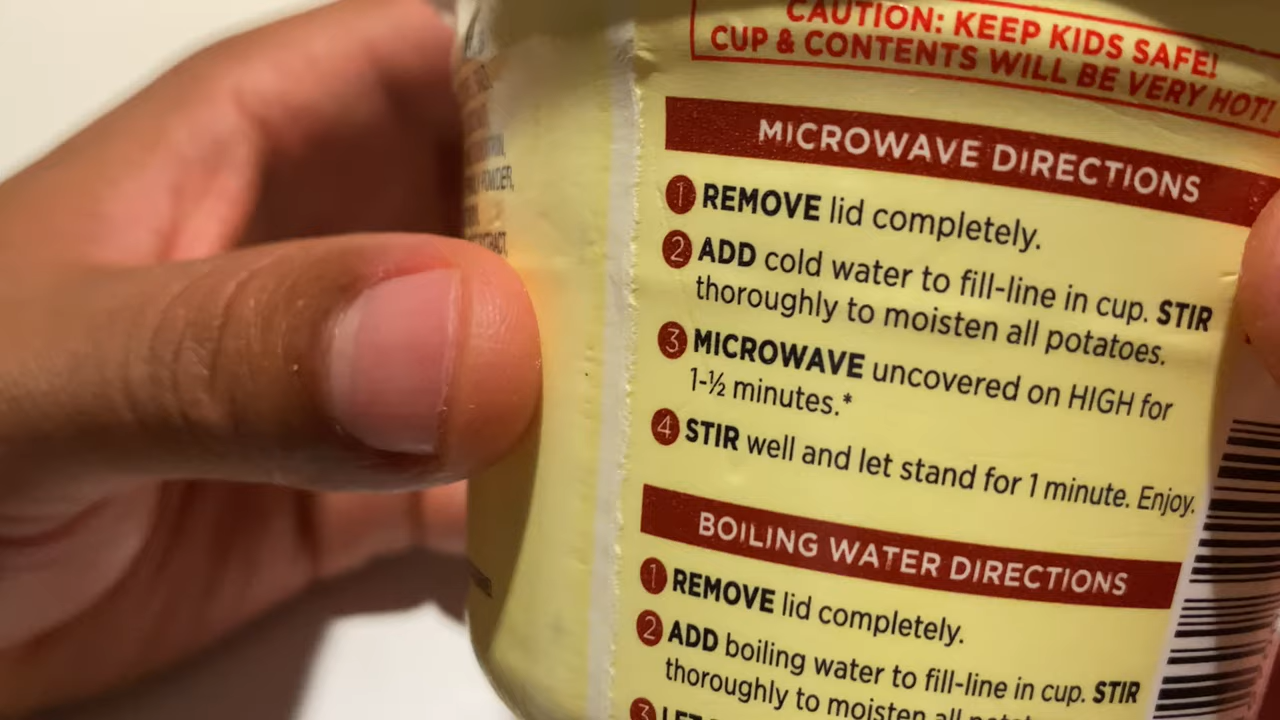 CAUTION: KEEP KIDS SAFE!
CUP & CONTENTS WILL BE VERY HOT!
MICROWAVE DIRECTIONS
1 REMOVE lid completely.
2 ADD cold water to fill-line in cup. STIR
thoroughly to moisten all potatoes.
3 MICROWAVE uncovered on HIGH for
1-½ minutes.*
4 STIR well and let stand for 1 minute. Enjoy.
BOILING WATER DIRECTIONS
1 REMOVE lid completely.
2 ADD boiling water to fill-line in cup. STIR
thoroughly to moisten all
3
POWDER,